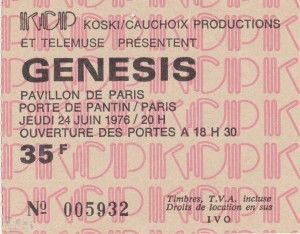 KCP KOSKI/CAUCHOIX PRODUCTIONS
ET TELEMUSE PRÉSENTENT
GENESIS
PAVILLON DE PARIS
PORTE DE PANTIN/PARIS
JEUDI 24 JUIN 1976/20 H
OUVERTURE DES PORTES A 18 H 30
35 F
Nº 005932
Timbres, T.V.A. incluse
Droits de location en sus
IVO